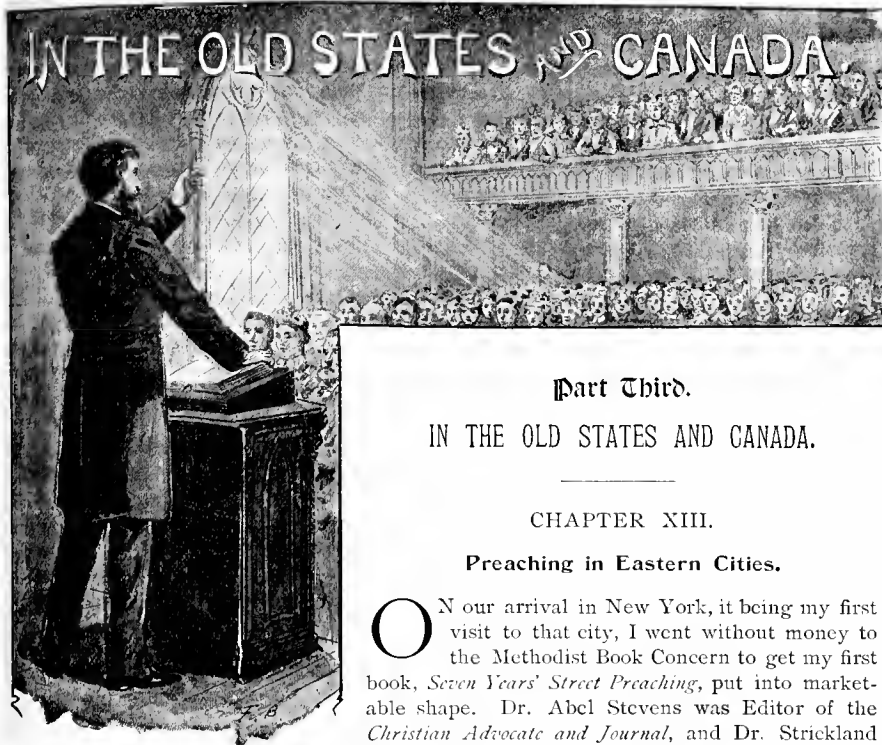 IN THE OLD STATES AND CANADA.
Part Third.
IN THE OLD STATES AND CANADA.
CHAPTER XIII.
Preaching in Eastern Cities.
ON our arrival in New York, it being my first
visit to that city, I went without money to
the Methodist Book Concern to get my first
book, Seven Years' Street Preaching, put into market-
able shape. Dr. Abel Stevens was Editor of the
Christian Advocate and Journal, and Dr. Strickland